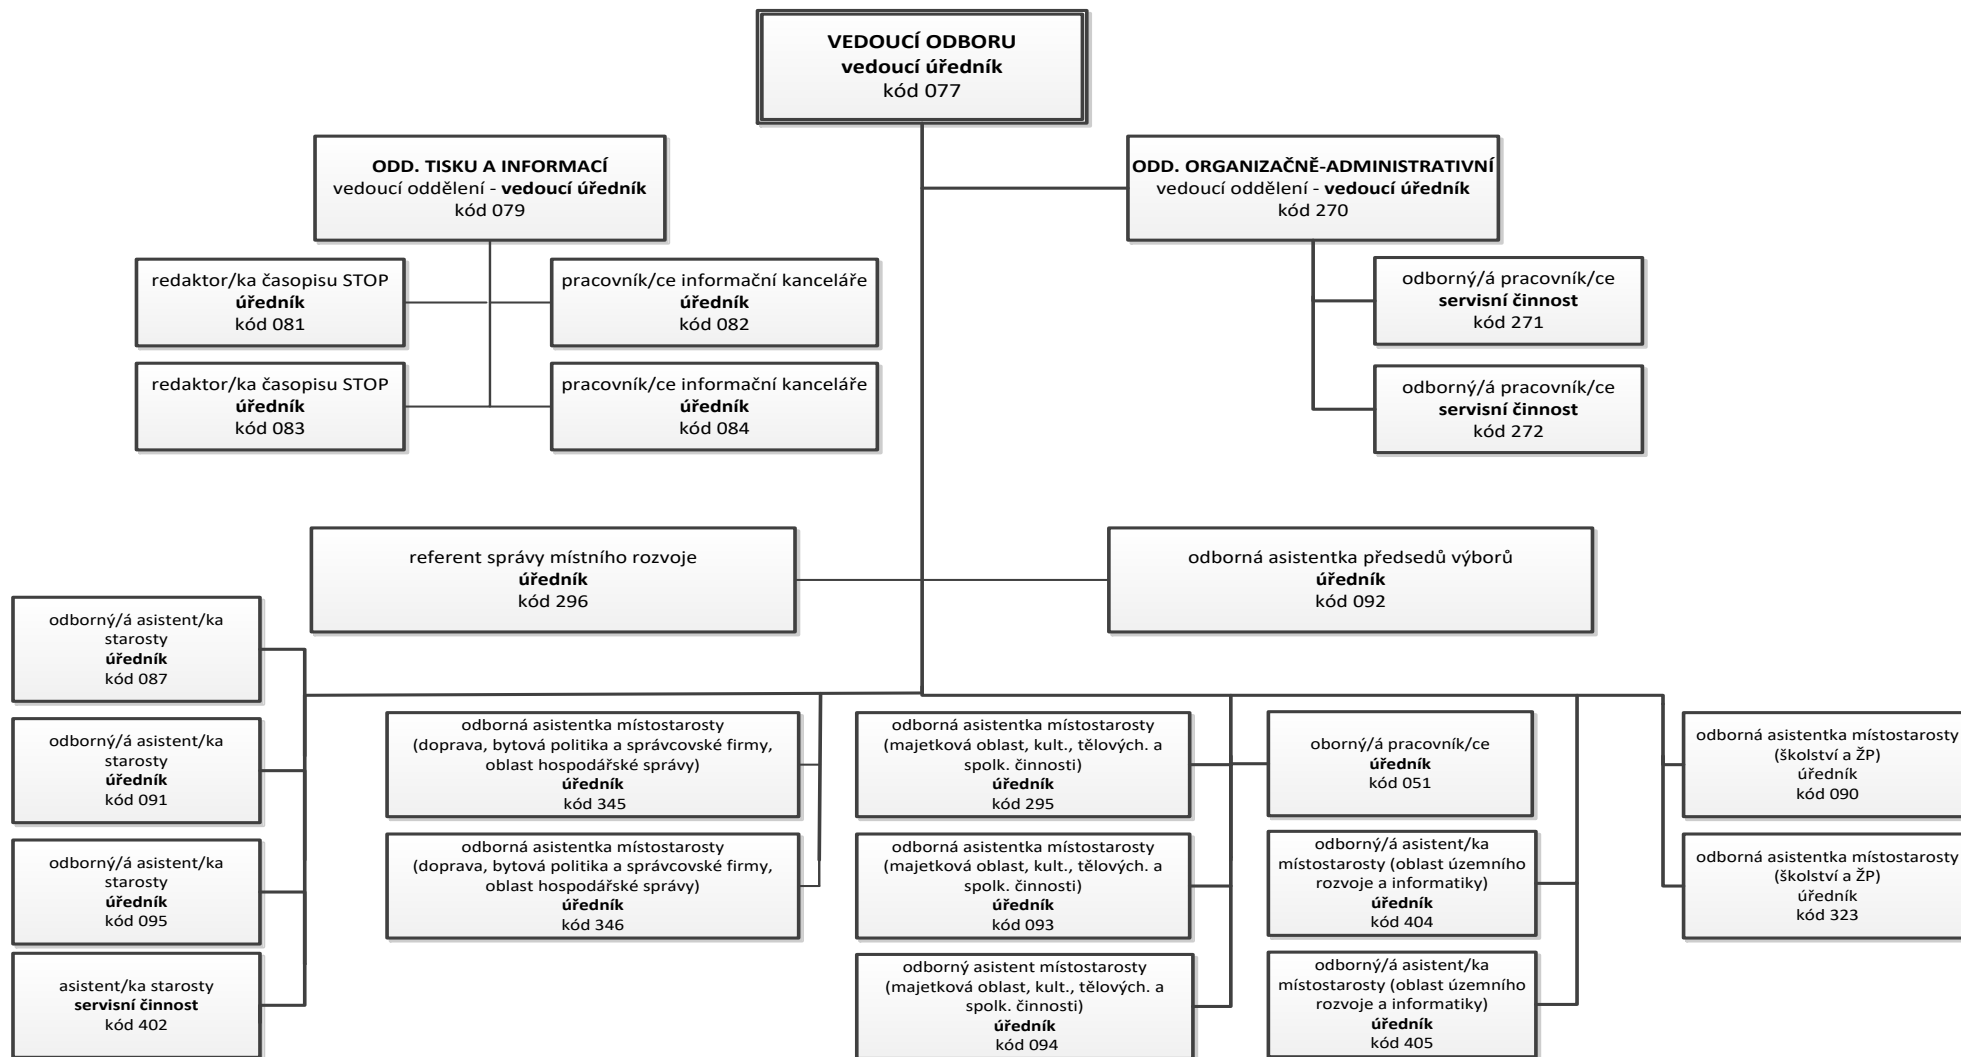 VEDOUCÍ ODBORU
vedoucí úředník
kód 077
ODD. TISKU A INFORMACÍ
vedoucí oddělení - vedoucí úředník
kód 079
ODD. ORGANIZAČNĚ-ADMINISTRATIVNÍ
vedoucí oddělení - vedoucí úředník
kód 270
redaktor/ka časopisu STOP
úředník
kód 081
pracovník/ce informační kanceláře
úředník
kód 082
odborný/á pracovník/ce
servisní činnost
kód 271
redaktor/ka časopisu STOP
úředník
kód 083
pracovník/ce informační kanceláře
úředník
kód 084
odborný/á pracovník/ce
servisní činnost
kód 272
referent správy místního rozvoje
úředník
kód 296
odborná asistentka předsedů výborů
úředník
kód 092
odborný/á asistent/ka
starosty
úředník
kód 087
odborný/á asistent/ka
starosty
úředník
kód 091
odborný/á asistent/ka
starosty
úředník
kód 095
asistent/ka starosty
servisní činnost
kód 402
odborná asistentka místostarosty
(doprava, bytová politika a správcovské firmy,
oblast hospodářské správy)
úředník
kód 345
odborná asistentka místostarosty
(doprava, bytová politika a správcovské firmy,
oblast hospodářské správy)
úředník
kód 346
odborná asistentka místostarosty
(majetková oblast, kult., tělových. a
spolk. činnosti)
úředník
kód 295
odborná asistentka místostarosty
(majetková oblast, kult., tělových. a
spolk. činnosti)
úředník
kód 093
odborný asistent místostarosty
(majetková oblast, kult., tělových. a
spolk. činnosti)
úředník
kód 094
oborný/á pracovník/ce
úředník
kód 051
odborný/á asistent/ka
místostarosty (oblast územního
rozvoje a informatiky)
úředník
kód 404
odborný/á asistent/ka
místostarosty (oblast územního
rozvoje a informatiky)
úředník
kód 405
odborná asistentka místostarosty
(školství a ŽP)
úředník
kód 090
odborná asistentka místostarosty
(školství a ŽP)
úředník
kód 323